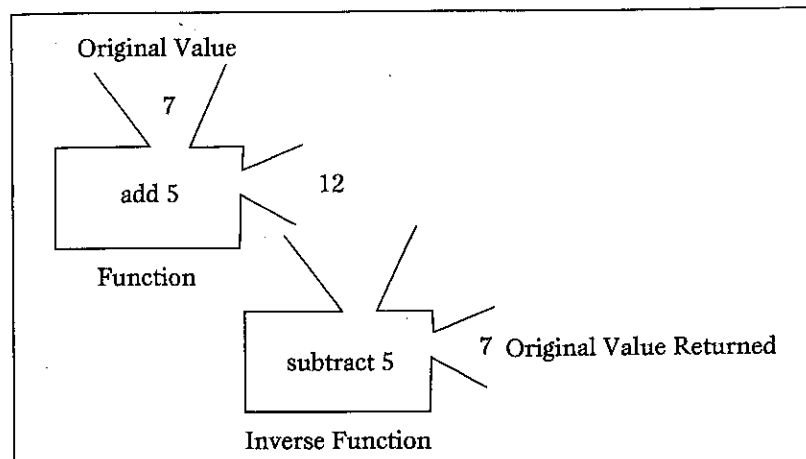 Original Value
7
add 5
12
Function
subtract 5
7 Original Value Returned
Inverse Function